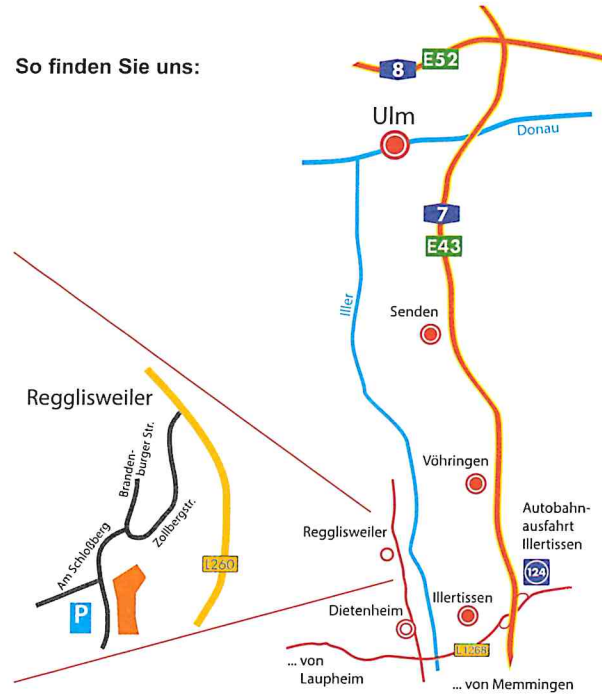 So finden Sie uns:
8
E52
Ulm
Donau
7
E43
Iller
Senden
Regglisweiler
Branden-
burger Str.
Zollbergstr.
Am Schloßberg
L260
P
Vöhringen
Autobahn-
ausfahrt
Illertissen
124
Regglisweiler
Illertissen
Dietenheim
L1268
... von
Laupheim
... von Memmingen